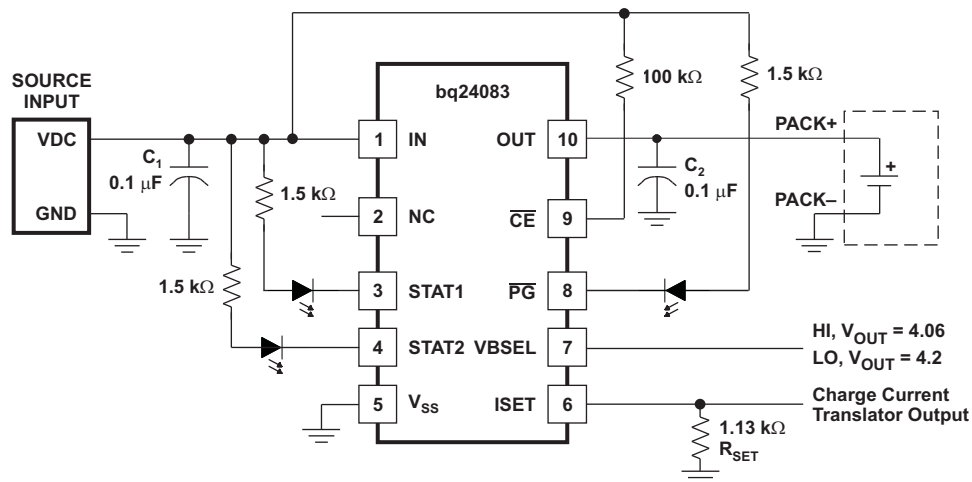 SOURCE
INPUT
VDC
GND
C1
0.1 μF
1.5 kΩ
1.5 kΩ
bq24083
1
IN
2
NC
3
STAT1
4
STAT2
5
VSS
OUT
10
CE
9
PG
8
VBSEL
7
ISET
6
100 kΩ
1.5 kΩ
C2
0.1 μF
PACK+
PACK–
+
HI, VOUT = 4.06
LO, VOUT = 4.2
Charge Current
Translator Output
1.13 kΩ
RSET